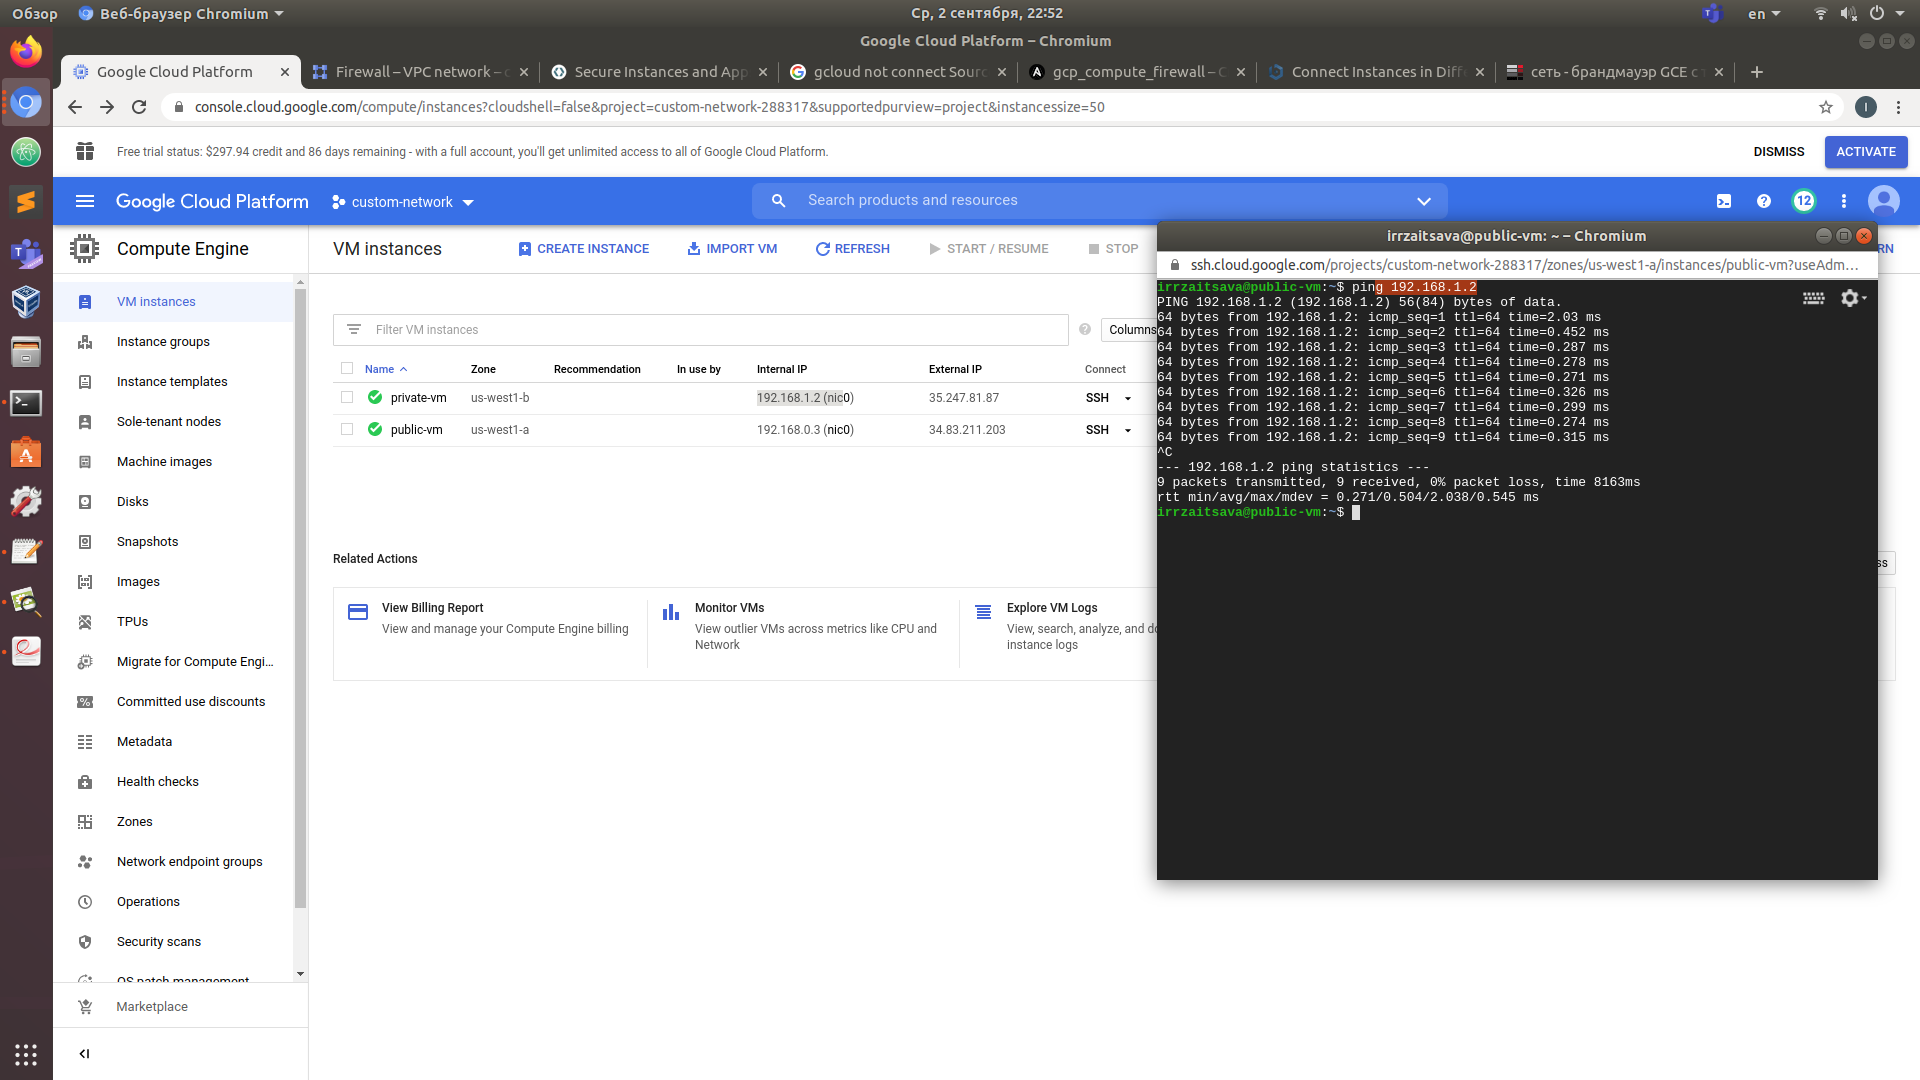 Обзор
Веб-браузер Chromium
Ср, 2 сентября, 22:52
en
Google Cloud Platform – Chromium
Google Cloud Platform
Firewall – VPC network –
Secure Instances and App
gcloud not connect Sour
gcp_compute_firewall – C
Connect Instances in Diff
сеть - брандмауэр GCE с
console.cloud.google.com/compute/instances?cloudshell=false&project=custom-network-288317&supportedpurview=project&instancessize=50
I
Free trial status: $297.94 credit and 86 days remaining - with a full account, you'll get unlimited access to all of Google Cloud Platform.
DISMISS
ACTIVATE
Google Cloud Platform
custom-network
Search products and resources
12
Compute Engine
VM instances
CREATE INSTANCE
IMPORT VM
REFRESH
START / RESUME
STOP
RN
VM instances
Instance groups
Instance templates
Sole-tenant nodes
Machine images
Disks
Snapshots
Images
TPUs
Migrate for Compute Engi...
Committed use discounts
Metadata
Health checks
Zones
Network endpoint groups
Operations
Security scans
OS patch management
Marketplace
Filter VM instances
Columns
Name
Zone
Recommendation
In use by
Internal IP
External IP
Connect
private-vm
us-west1-b
192.168.1.2 (nic0)
35.247.81.87
SSH
public-vm
us-west1-a
192.168.0.3 (nic0)
34.83.211.203
SSH
Related Actions
ss
View Billing Report
View and manage your Compute Engine billing
Monitor VMs
View outlier VMs across metrics like CPU and
Network
Explore VM Logs
View, search, analyze, and do
instance logs
irrzaitsava@public-vm: ~ – Chromium
ssh.cloud.google.com/projects/custom-network-288317/zones/us-west1-a/instances/public-vm?useAdm...
irrzaitsava@public-vm:~$ ping 192.168.1.2
PING 192.168.1.2 (192.168.1.2) 56(84) bytes of data.
64 bytes from 192.168.1.2: icmp_seq=1 ttl=64 time=2.03 ms
64 bytes from 192.168.1.2: icmp_seq=2 ttl=64 time=0.452 ms
64 bytes from 192.168.1.2: icmp_seq=3 ttl=64 time=0.287 ms
64 bytes from 192.168.1.2: icmp_seq=4 ttl=64 time=0.278 ms
64 bytes from 192.168.1.2: icmp_seq=5 ttl=64 time=0.271 ms
64 bytes from 192.168.1.2: icmp_seq=6 ttl=64 time=0.326 ms
64 bytes from 192.168.1.2: icmp_seq=7 ttl=64 time=0.299 ms
64 bytes from 192.168.1.2: icmp_seq=8 ttl=64 time=0.274 ms
64 bytes from 192.168.1.2: icmp_seq=9 ttl=64 time=0.315 ms
^C
--- 192.168.1.2 ping statistics ---
9 packets transmitted, 9 received, 0% packet loss, time 8163ms
rtt min/avg/max/mdev = 0.271/0.504/2.038/0.545 ms
irrzaitsava@public-vm:~$